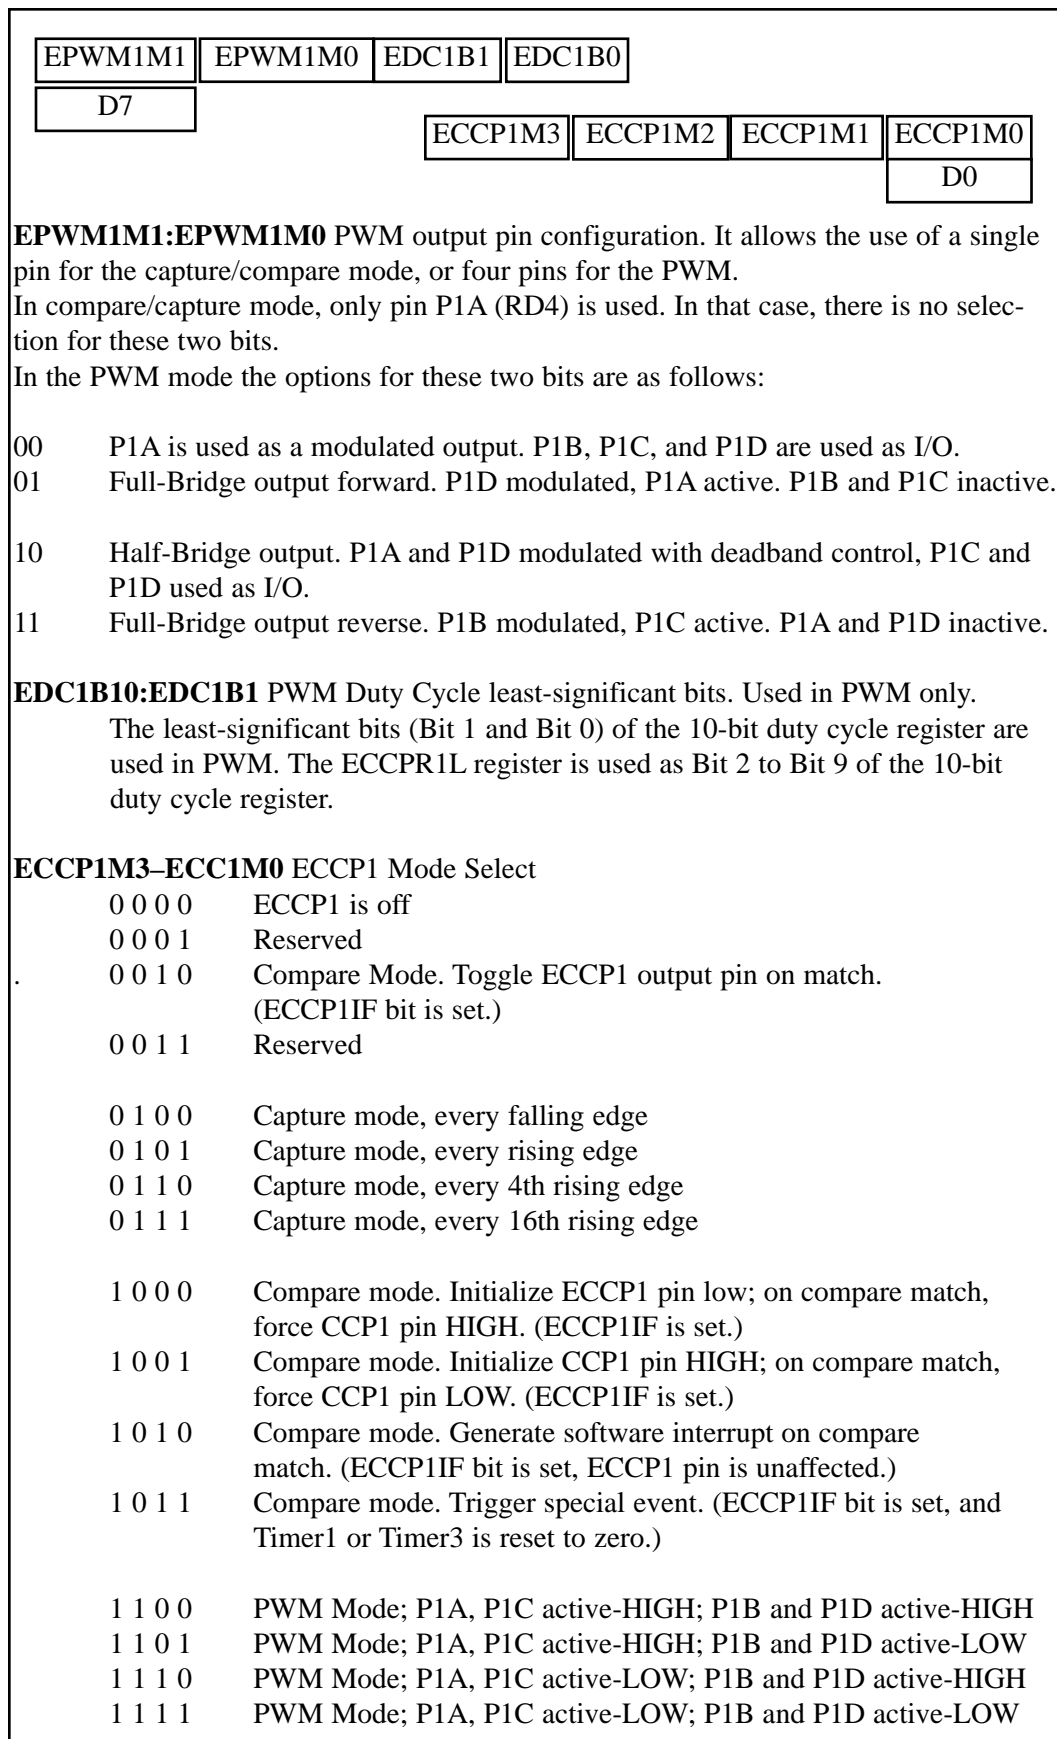 EPWM1M1 EPWM1M0 EDC1B1 EDC1B0
D7
ECCP1M3 ECCP1M2 ECCP1M1 ECCP1M0
D0
EPWM1M1:EPWM1M0 PWM output pin configuration. It allows the use of a single
pin for the capture/compare mode, or four pins for the PWM.
In compare/capture mode, only pin P1A (RD4) is used. In that case, there is no selec-
tion for these two bits.
In the PWM mode the options for these two bits are as follows:
00 P1A is used as a modulated output. P1B, P1C, and P1D are used as I/O.
01 Full-Bridge output forward. P1D modulated, P1A active. P1B and P1C inactive.
10 Half-Bridge output. P1A and P1D modulated with deadband control, P1C and
P1D used as I/O.
11 Full-Bridge output reverse. P1B modulated, P1C active. P1A and P1D inactive.
EDC1B10:EDC1B1 PWM Duty Cycle least-significant bits. Used in PWM only.
The least-significant bits (Bit 1 and Bit 0) of the 10-bit duty cycle register are
used in PWM. The ECCPR1L register is used as Bit 2 to Bit 9 of the 10-bit
duty cycle register.
ECCP1M3–ECC1M0 ECCP1 Mode Select
0 0 0 0 ECCP1 is off
0 0 0 1 Reserved
. 0 0 1 0 Compare Mode. Toggle ECCP1 output pin on match.
(ECCP1IF bit is set.)
0 0 1 1 Reserved
0 1 0 0 Capture mode, every falling edge
0 1 0 1 Capture mode, every rising edge
0 1 1 0 Capture mode, every 4th rising edge
0 1 1 1 Capture mode, every 16th rising edge
1 0 0 0 Compare mode. Initialize ECCP1 pin low; on compare match,
force CCP1 pin HIGH. (ECCP1IF is set.)
1 0 0 1 Compare mode. Initialize CCP1 pin HIGH; on compare match,
force CCP1 pin LOW. (ECCP1IF is set.)
1 0 1 0 Compare mode. Generate software interrupt on compare
match. (ECCP1IF bit is set, ECCP1 pin is unaffected.)
1 0 1 1 Compare mode. Trigger special event. (ECCP1IF bit is set, and
Timer1 or Timer3 is reset to zero.)
1 1 0 0 PWM Mode; P1A, P1C active-HIGH; P1B and P1D active-HIGH
1 1 0 1 PWM Mode; P1A, P1C active-HIGH; P1B and P1D active-LOW
1 1 1 0 PWM Mode; P1A, P1C active-LOW; P1B and P1D active-HIGH
1 1 1 1 PWM Mode; P1A, P1C active-LOW; P1B and P1D active-LOW